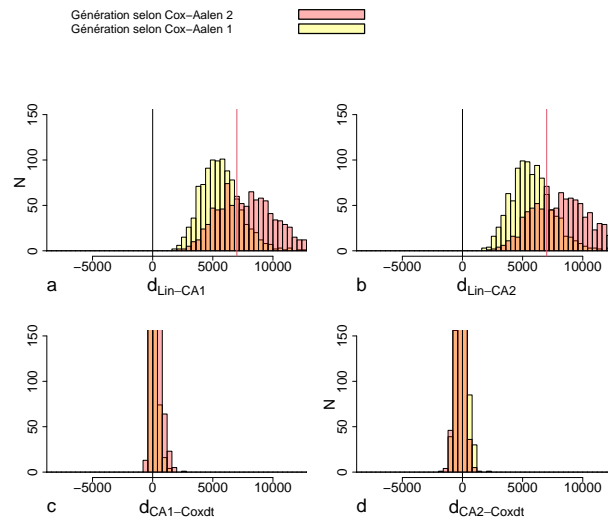 Génération selon Cox−Aalen 2
Génération selon Cox−Aalen 1
150
100
50
0
N
−5000 0 5000 10000
a
dLin−CA1
150
100
50
0
−5000 0 5000 10000
b
dLin−CA2
150
100
50
0
−5000 0 5000 10000
c
dCA1−Coxdt
150
100
50
0
N
−5000 0 5000 10000
d
dCA2−Coxdt